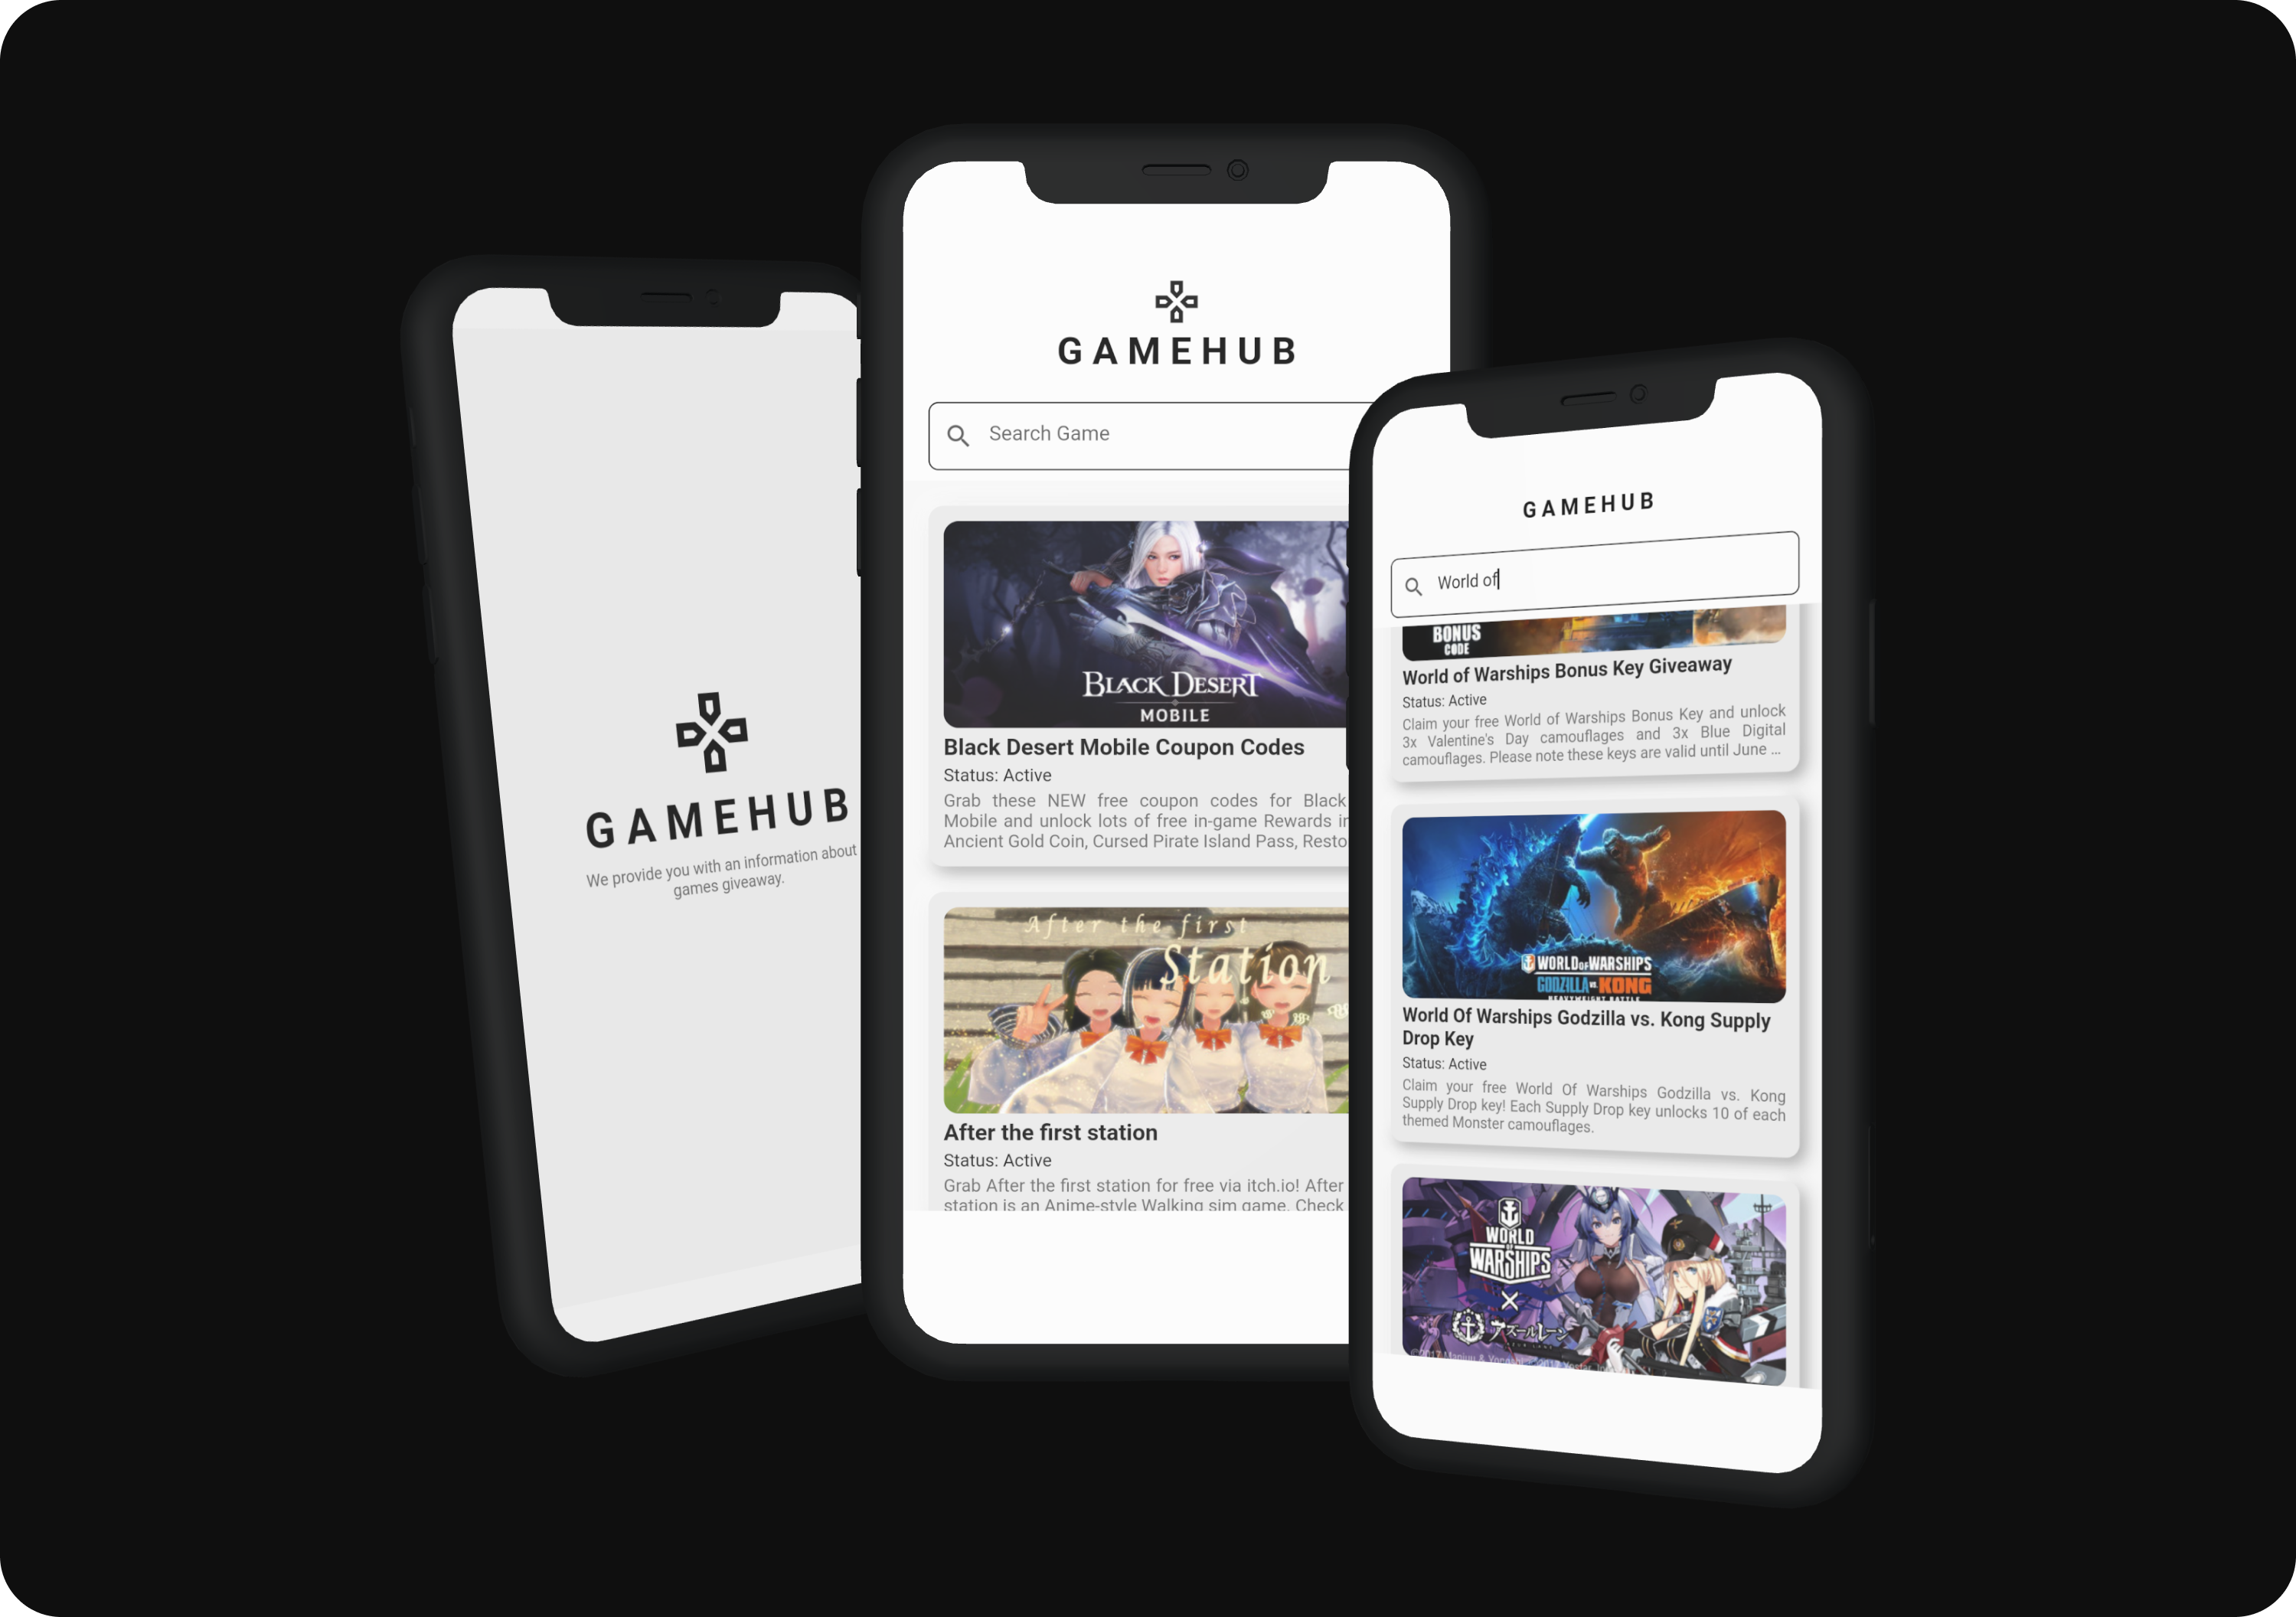 GAMEHUB
We provide you with an information about
games giveaway.
GAMEHUB
Search Game
BLACK DESERT
MOBILE
Black Desert Mobile Coupon Codes
Status: Active
Grab these NEW free coupon codes for Black
Mobile and unlock lots of free in-game Rewards
Ancient Gold Coin, Cursed Pirate Island Pass,
After the first
Station
After the first station
Status: Active
Grab After the first station for free via itch.io! After
station is an Anime-style Walking sim game. Check
GAMEHUB
World of
BONUS
CODE
World of Warships Bonus Key Giveaway
Status: Active
Claim your free World of Warships Bonus Key and unlock
3x Valentine's Day camouflages and 3x Blue Digital
camouflages. Please note these keys are valid until June ...
WORLD OF WARSHIPS
GODZILLA VS. KONG
HEAVYWEIGHT BATTLE
World Of Warships Godzilla vs. Kong Supply
Drop Key
Status: Active
Claim your free World Of Warships Godzilla vs. Kong
Supply Drop key! Each Supply Drop key unlocks 10 of each
themed Monster camouflages.
WORLD
OF
WARSHIPS
X
アズールレーン